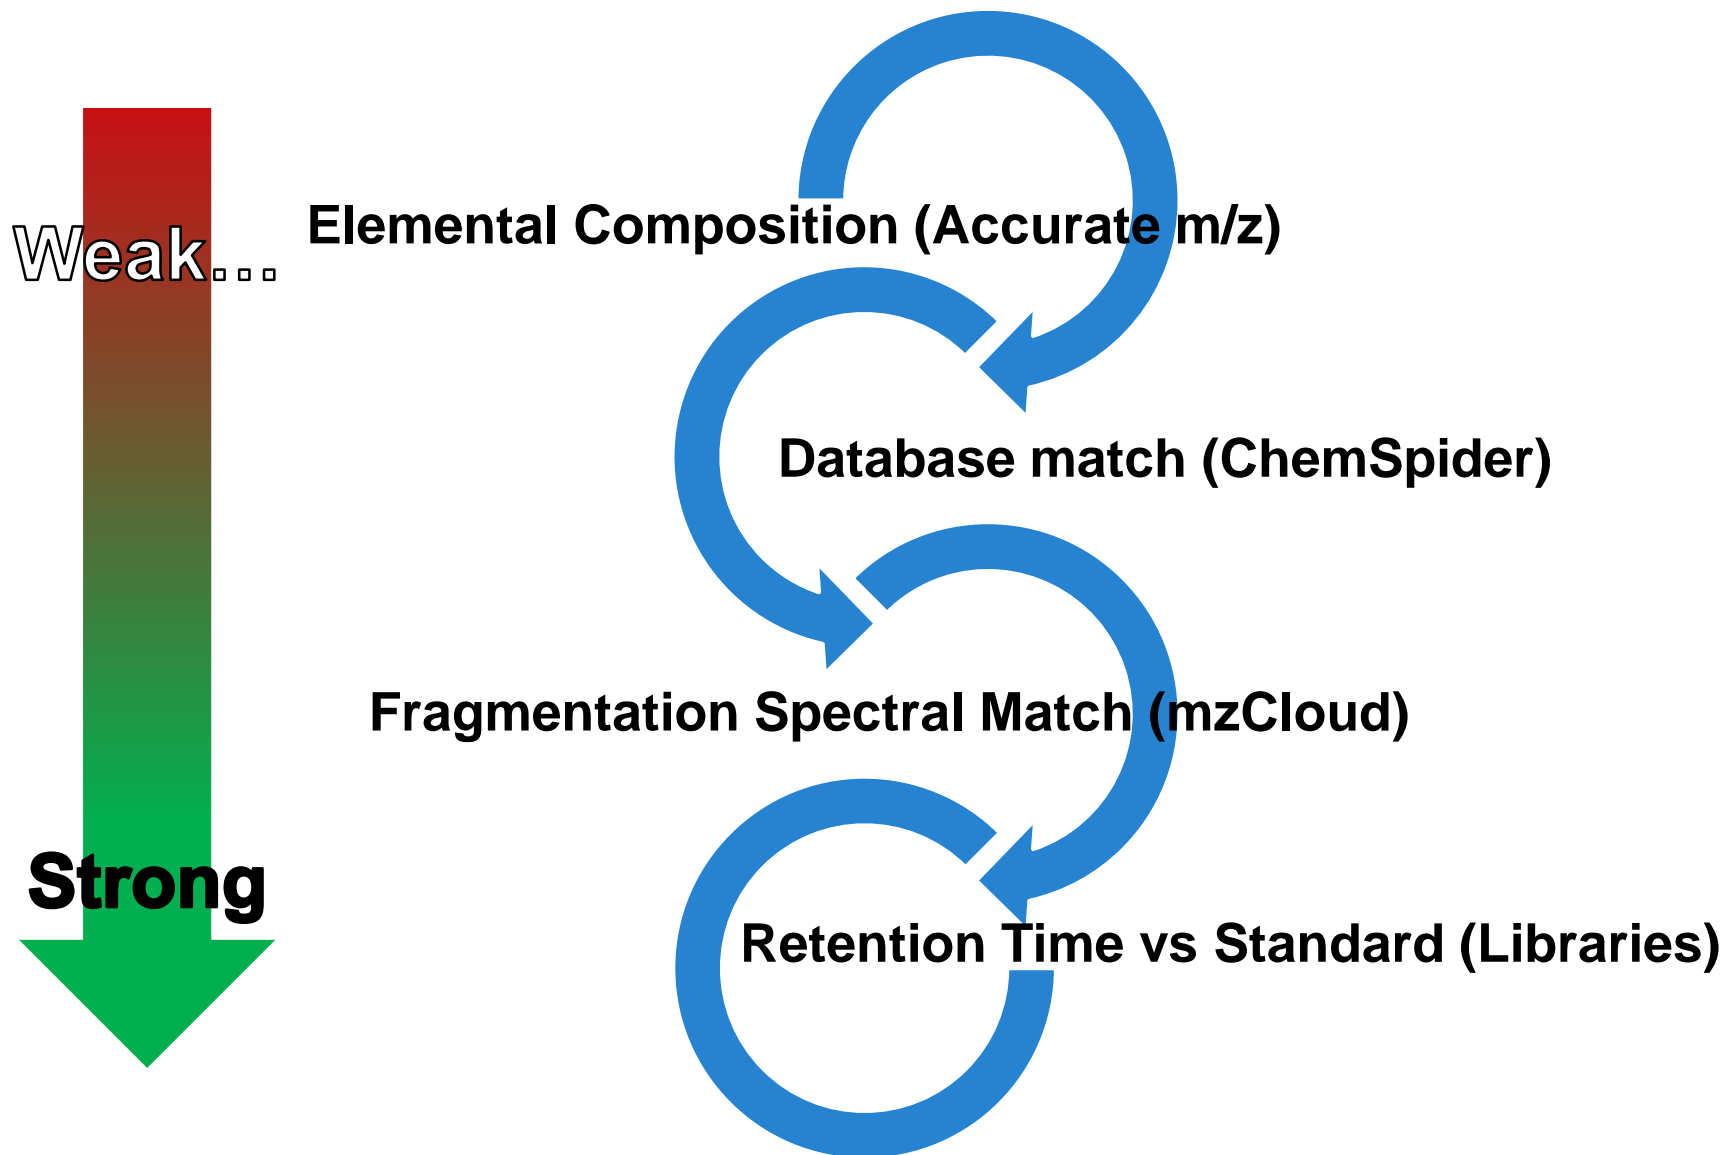 Elemental Composition (Accurate m/z)
Weak...
Database match (ChemSpider)
Fragmentation Spectral Match (mzCloud)
Strong
Retention Time vs Standard (Libraries)